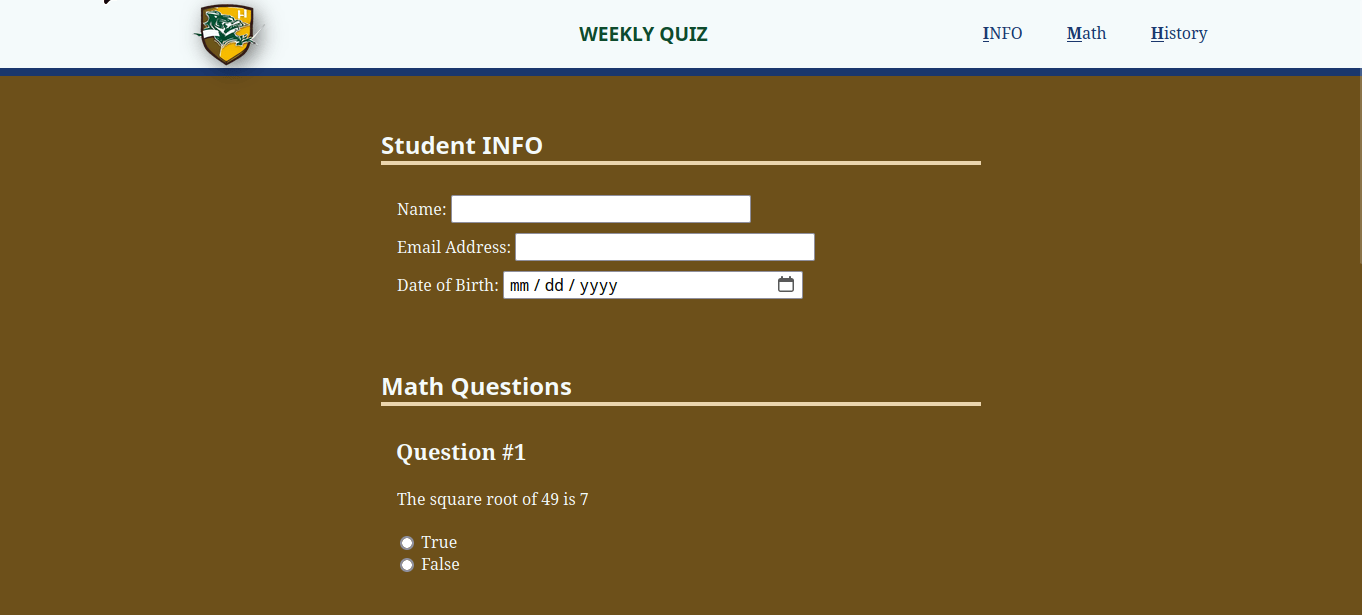 H
WEEKLY QUIZ
INFO
Math
History
Student INFO
Name:
Email Address:
Date of Birth: mm / dd / yyyy
Math Questions
Question #1
The square root of 49 is 7
True
False